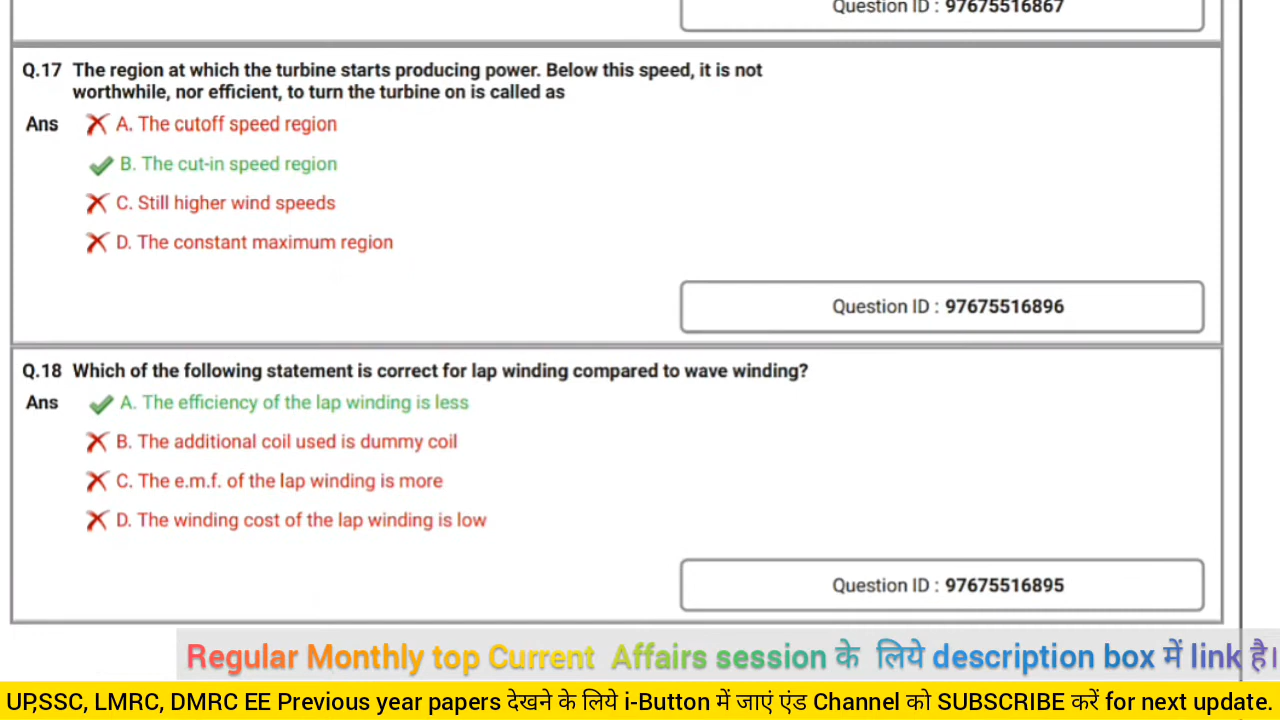 Question ID : 97675516867
Q.17 The region at which the turbine starts producing power. Below this speed, it is not
worthwhile, nor efficient, to turn the turbine on is called as
Ans A. The cutoff speed region
B. The cut-in speed region
C. Still higher wind speeds
D. The constant maximum region
Question ID : 97675516896
Q.18 Which of the following statement is correct for lap winding compared to wave winding?
Ans A. The efficiency of the lap winding is less
B. The additional coil used is dummy coil
C. The e.m.f. of the lap winding is more
D. The winding cost of the lap winding is low
Question ID : 97675516895
Regular Monthly top Current Affairs session के लिये description box में link है।
UP,SSC, LMRC, DMRC EE Previous year papers देखने के लिये i-Button में जाएं एंड Channel को SUBSCRIBE करें for next update.